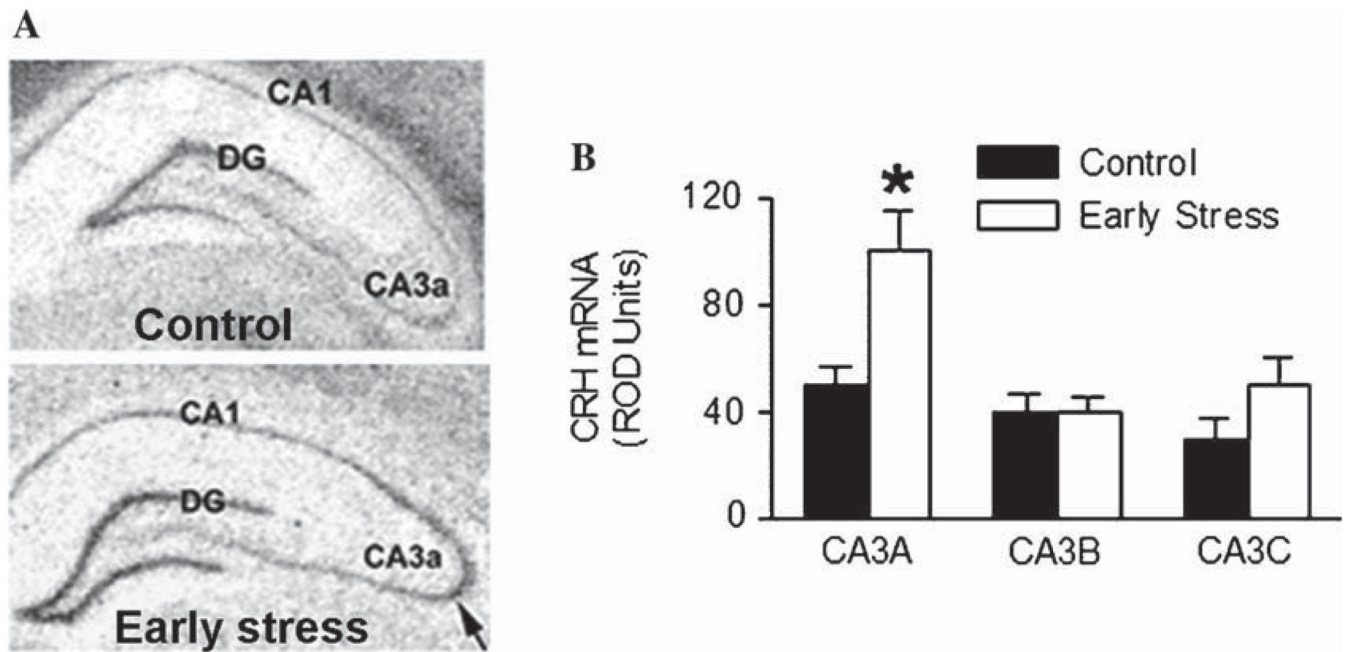 A
CA1
DG
CA3a
Control
CA1
DG
CA3a
Early stress
B
Control
Early Stress
*
CRH mRNA
(ROD Units)
120
80
40
0
CA3A CA3B CA3C